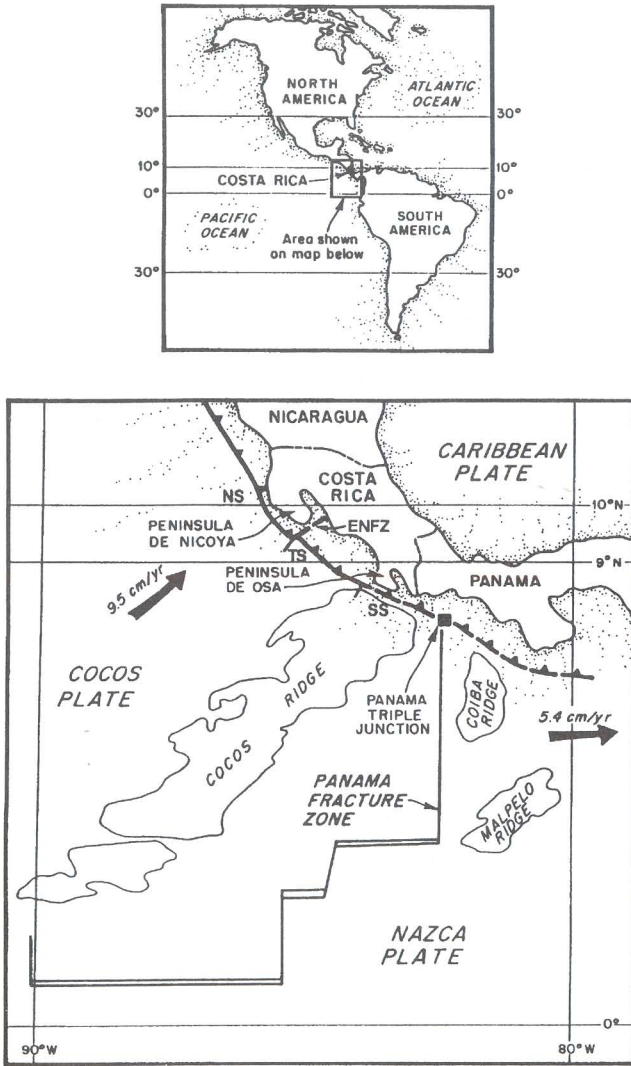 NORTH
AMERICA
ATLANTIC
OCEAN
30°
30°
10°
10°
COSTA RICA
0°
0°
PACIFIC
OCEAN
SOUTH
AMERICA
Area shown
on map below
30°
30°
NICARAGUA
CARIBBEAN
PLATE
COSTA
RICA
NS
10°N
PENINSULA
DE NICOYA
ENFZ
TS
9°N
PENINSULA
DE OSA
PANAMA
9.5 cm/yr
SS
COCOS
PLATE
COCOS RIDGE
PANAMA
TRIPLE
JUNCTION
COIBA
RIDGE
5.4 cm/yr
PANAMA
FRACTURE
ZONE
MALPELO
RIDGE
NAZCA
PLATE
0°
90°W
80°W